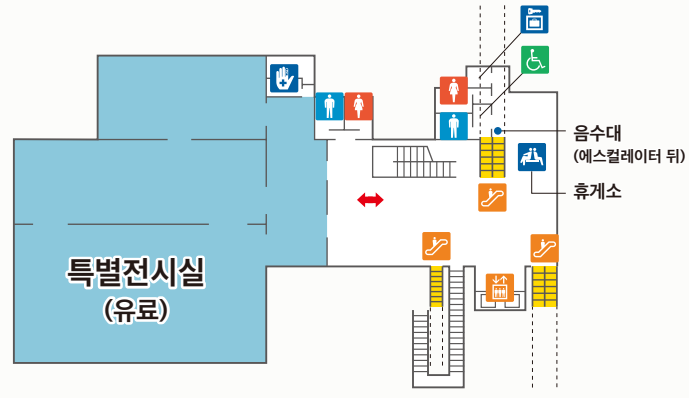 음수대
(에스컬레이터 뒤)
휴게소
특별전시실
(유료)